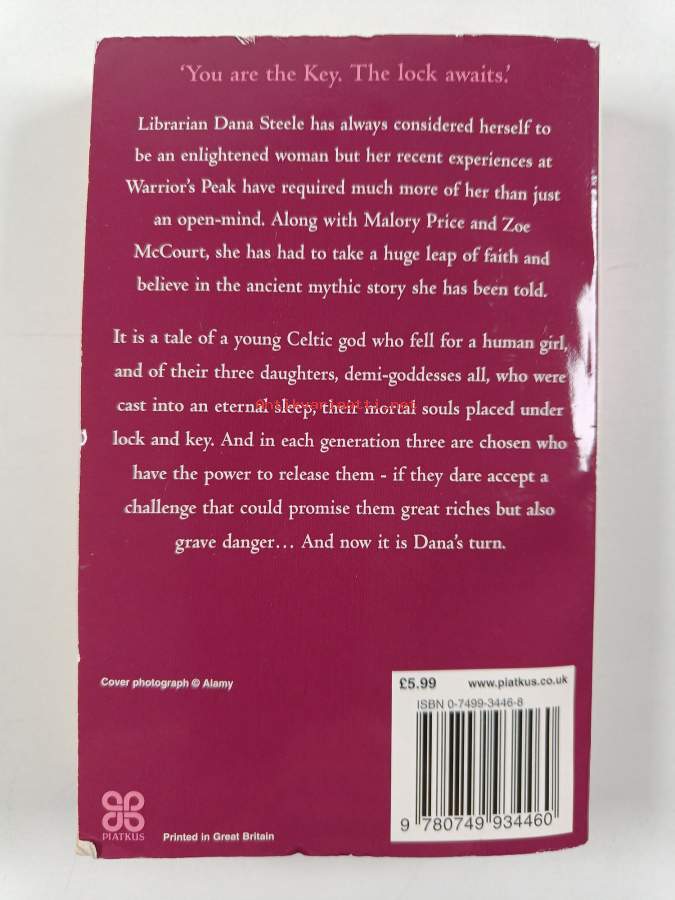 ‘You are the Key. The lock awaits.’
Librarian Dana Steele has always considered herself to
be an enlightened woman but her recent experiences at
Warrior's Peak have required much more of her than just
an open-mind. Along with Malory Price and Zoe
McCourt, she has had to take a huge leap of faith and
believe in the ancient mythic story she has been told.
It is a tale of a young Celtic god who fell for a human girl,
and of their three daughters, demi-goddesses all, who were
cast into an eternal sleep, their mortal souls placed under
Antikvariaatti.net
lock and key. And in each generation three are chosen who
have the power to release them - if they dare accept a
challenge that could promise them great riches but also
grave danger... And now it is Dana's turn.
Cover photograph © Alamy
£5.99 www.piatkus.co.uk
ISBN 0-7499-3446-8
9 780749 934460
PIATKUS
Printed in Great Britain